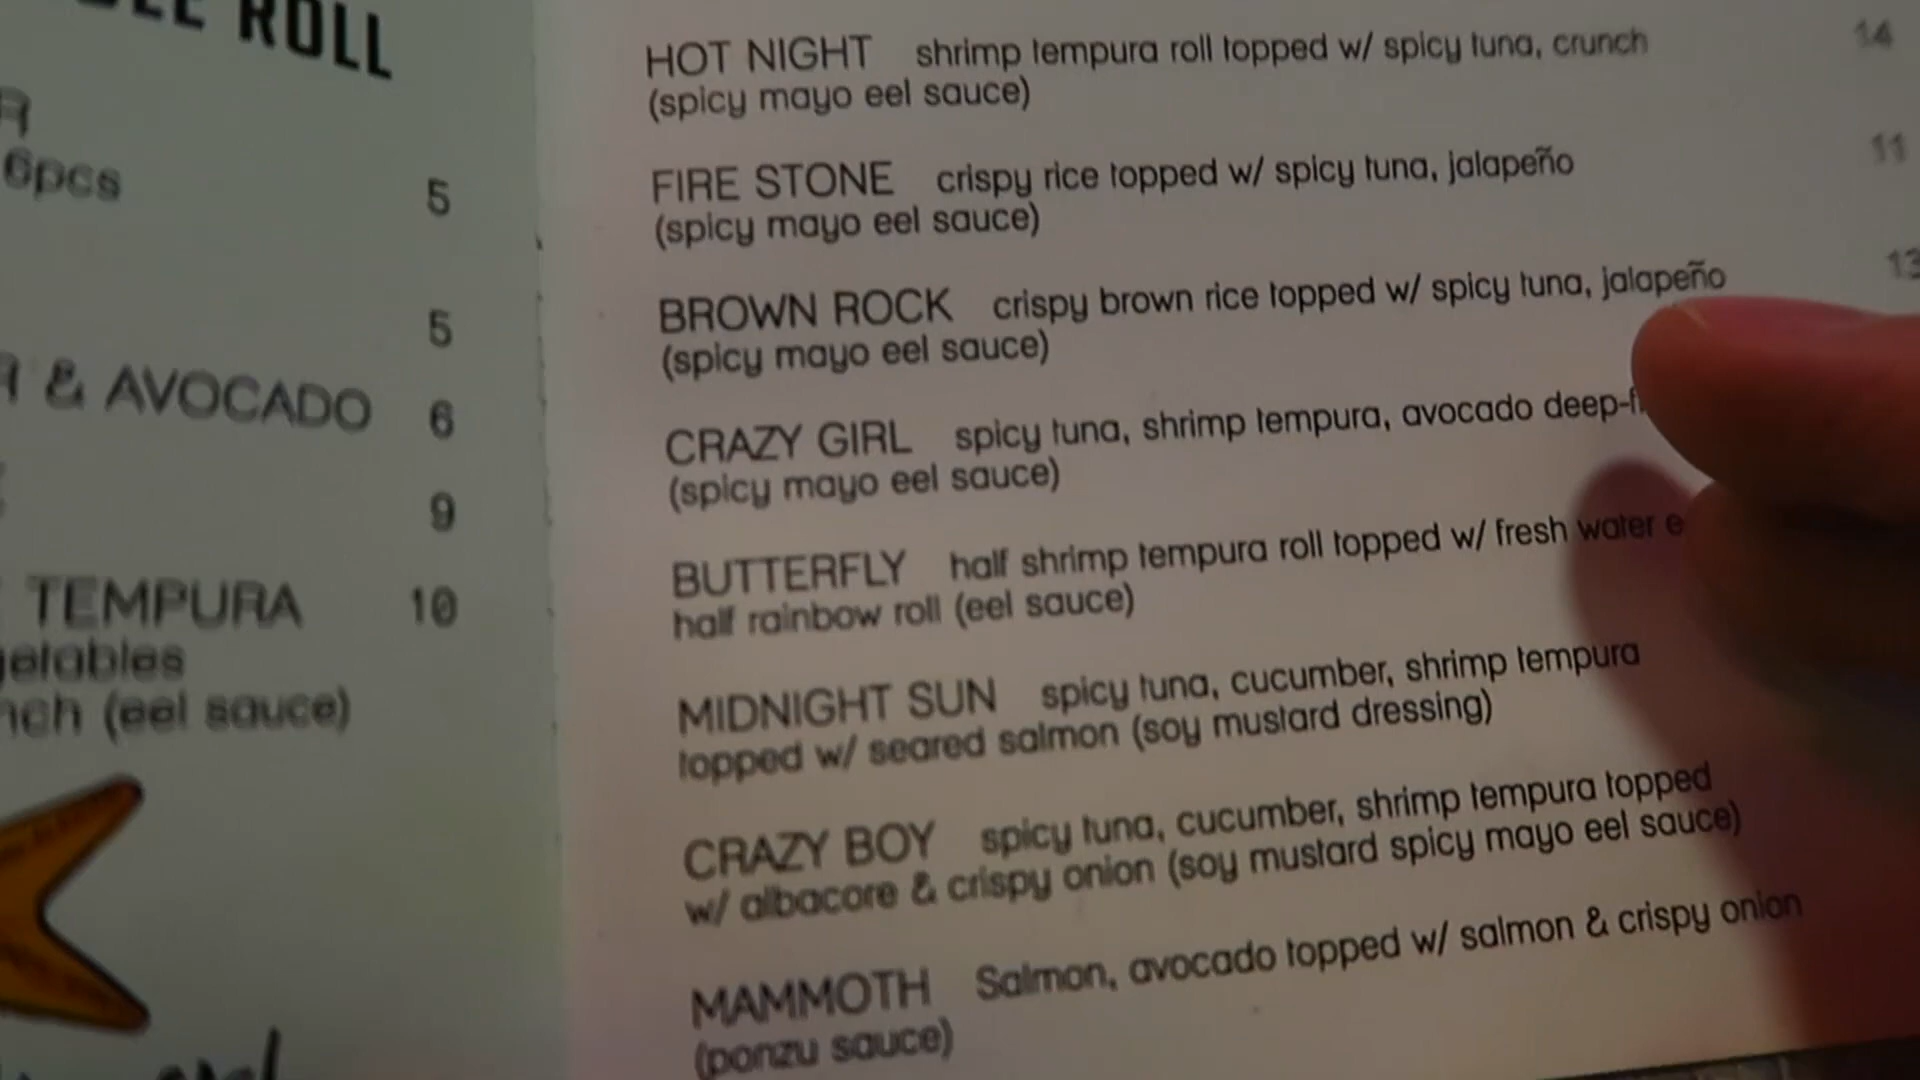 ROLL
6pcs
5
5
& AVOCADO 6
9
TEMPURA 10
(eel sauce)
HOT NIGHT shrimp tempura roll topped w/ spicy tuna, crunch 14
(spicy mayo eel sauce)
FIRE STONE crispy rice topped w/ spicy tuna, jalapeño 11
(spicy mayo eel sauce)
BROWN ROCK crispy brown rice topped w/ spicy tuna, jalapeño 13
(spicy mayo eel sauce)
CRAZY GIRL spicy tuna, shrimp tempura, avocado deep-f
(spicy mayo eel sauce)
BUTTERFLY half shrimp tempura roll topped w/ fresh water e
half rainbow roll (eel sauce)
MIDNIGHT SUN spicy tuna, cucumber, shrimp tempura
topped w/ seared salmon (soy mustard dressing)
CRAZY BOY spicy tuna, cucumber, shrimp tempura topped
w/ albacore & crispy onion (soy mustard spicy mayo eel sauce)
MAMMOTH Salmon, avocado topped w/ salmon & crispy onion
(ponzu sauce)